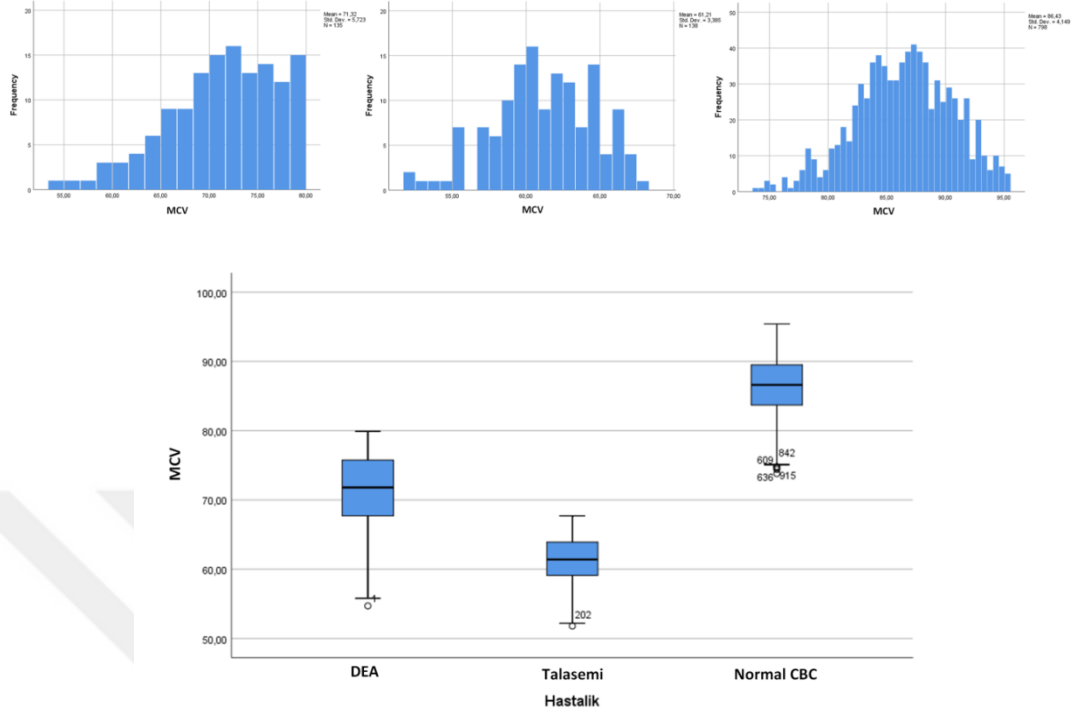 Mean = 71,32
Std. Dev. = 5,723
N = 135
Frequency
20
15
10
5
0
55,00 60,00 65,00 70,00 75,00 80,00
MCV
Mean = 61,21
Std. Dev. = 3,385
Frequency
20
15
10
5
0
55,00 60,00 65,00 70,00
MCV
Mean = 86,43
Std. Dev. = 4,149
Frequency
50
40
30
20
10
0
75,00 80,00 85,00 90,00 95,00
MCV
100,00
90,00
80,00
70,00
60,00
50,00
MCV
609 842
636 915
1
202
DEA Talasemi Normal CBC
Hastalik